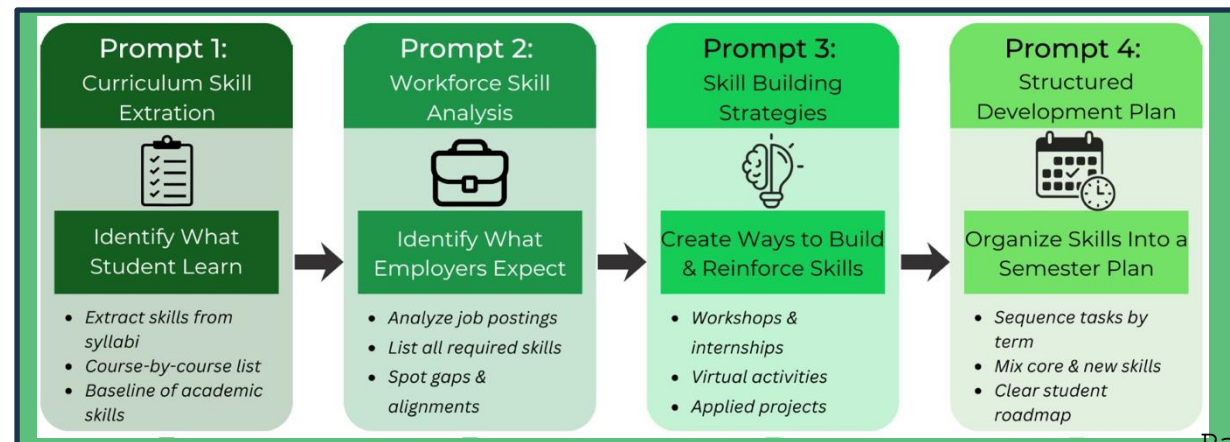 Prompt 1:
Curriculum Skill
Extration
Identify What
Student Learn
• Extract skills from
syllabi
• Course-by-course list
• Baseline of academic
skills
Prompt 2:
Workforce Skill
Analysis
Identify What
Employers Expect
• Analyze job postings
• List all required skills
• Spot gaps &
alignments
Prompt 3:
Skill Building
Strategies
Create Ways to Build
& Reinforce Skills
• Workshops &
internships
• Virtual activities
• Applied projects
Prompt 4:
Structured
Development Plan
Organize Skills Into a
Semester Plan
• Sequence tasks by
term
• Mix core & new skills
• Clear student
roadmap